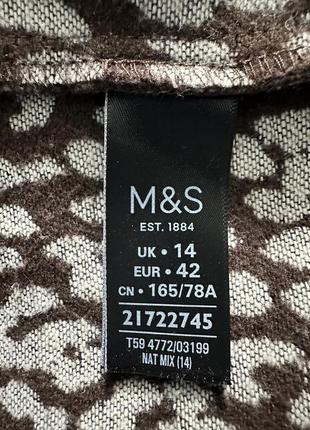 M&S
EST. 1884
UK • 14
EUR • 42
CN • 165/78A
21722745
T59 4772/03199
NAT MIX (14)